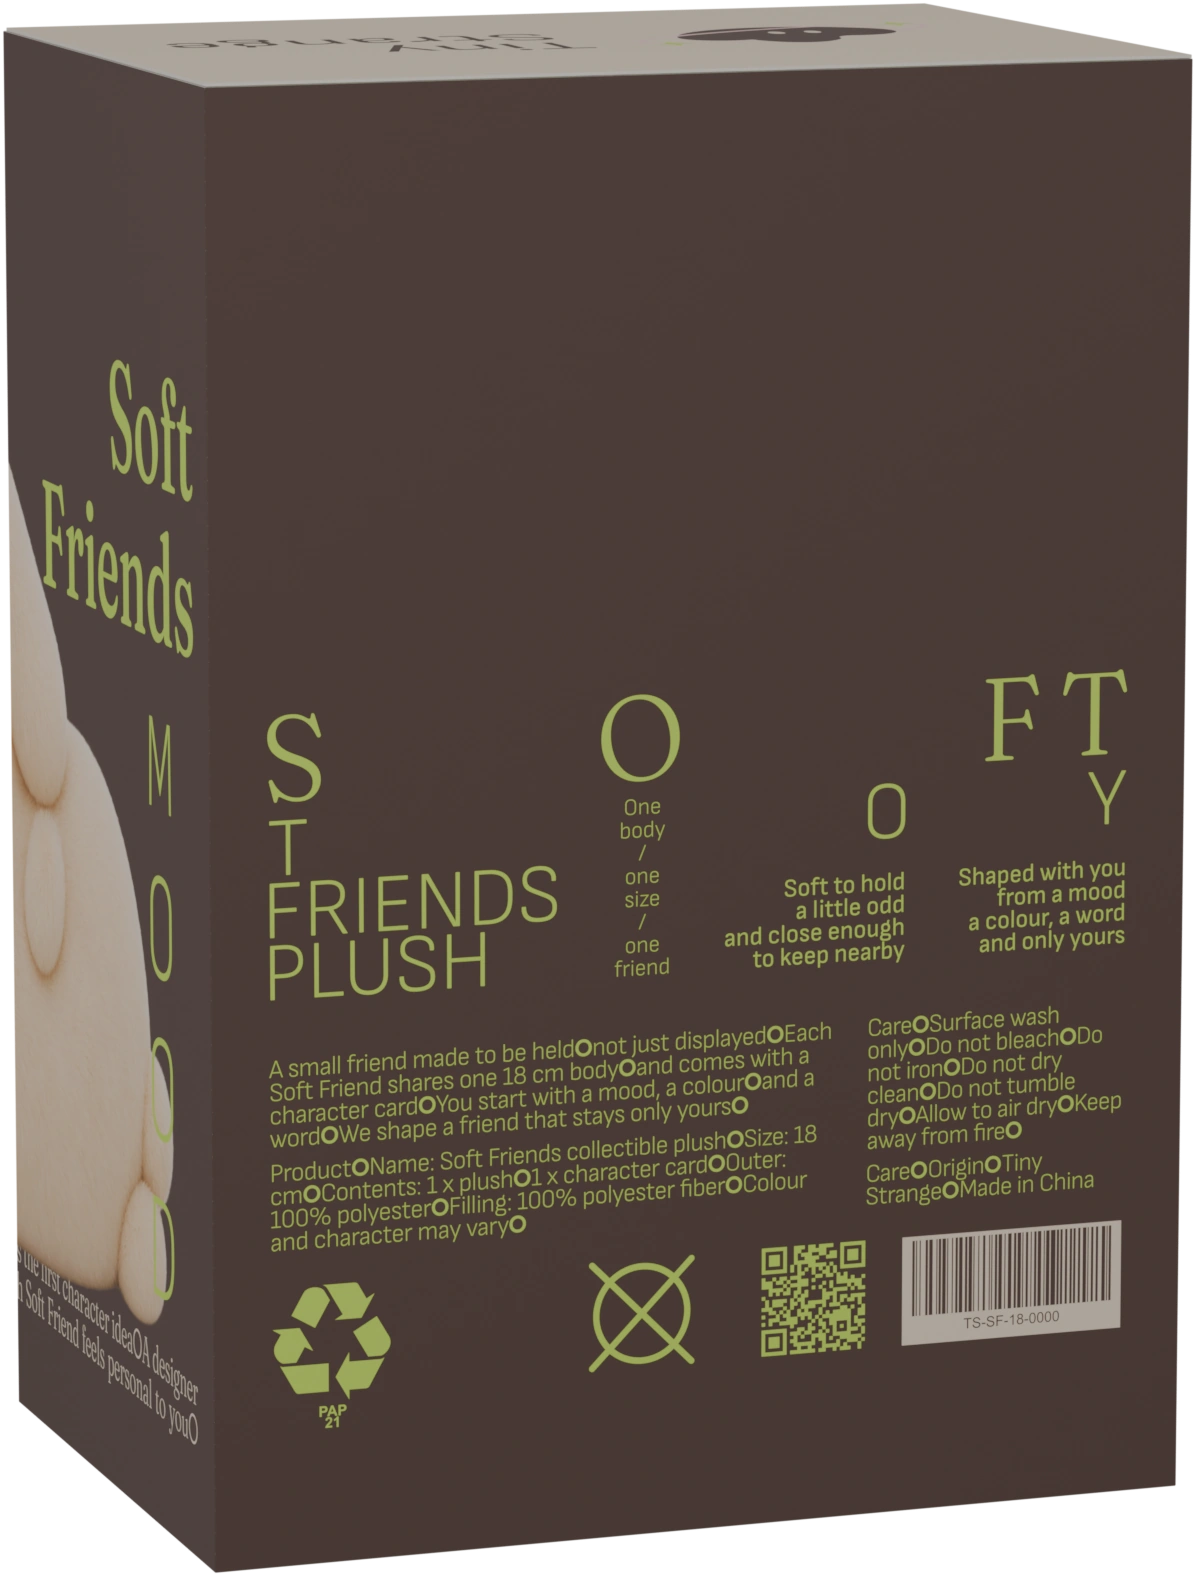 Tiny
Strange
Soft
Friends
M
O
O
D
s the first character ideaOA designer
h Soft Friend feels personal to youO
S O F T
T O Y
FRIENDS
PLUSH
One
body
/
one
size
/
one
friend
Soft to hold
a little odd
and close enough
to keep nearby
Shaped with you
from a mood
a colour, a word
and only yours
A small friend made to be heldOnot just displayedOEach
Soft Friend shares one 18 cm bodyOand comes with a
character cardOYou start with a mood, a colourOand a
wordOWe shape a friend that stays only yoursO
ProductOName: Soft Friends collectible plushOSize: 18
cmOContents: 1 x plushO1 x character cardOOuter:
100% polyesterOFilling: 100% polyester fiberOColour
and character may varyO
CareOSurface wash
onlyODo not bleachODo
not ironODo not dry
cleanODo not tumble
dryOAllow to air dryOKeep
away from fireO
CareOOriginOTiny
StrangeOMade in China
PAP
21
TS-SF-18-0000